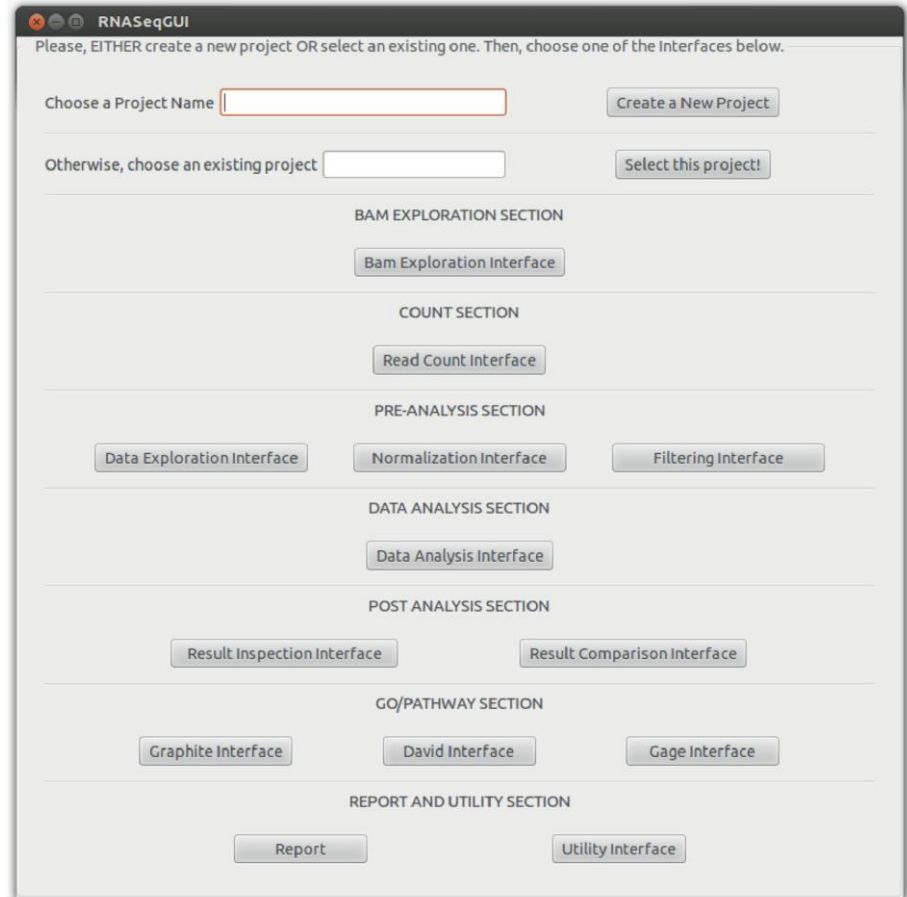 RNASeqGUI
Please, EITHER create a new project OR select an existing one. Then, choose one of the Interfaces below.
Choose a Project Name Create a New Project
Otherwise, choose an existing project Select this project!
BAM EXPLORATION SECTION
Bam Exploration Interface
COUNT SECTION
Read Count Interface
PRE-ANALYSIS SECTION
Data Exploration Interface Normalization Interface Filtering Interface
DATA ANALYSIS SECTION
Data Analysis Interface
POST ANALYSIS SECTION
Result Inspection Interface Result Comparison Interface
GO/PATHWAY SECTION
Graphite Interface David Interface Gage Interface
REPORT AND UTILITY SECTION
Report Utility Interface